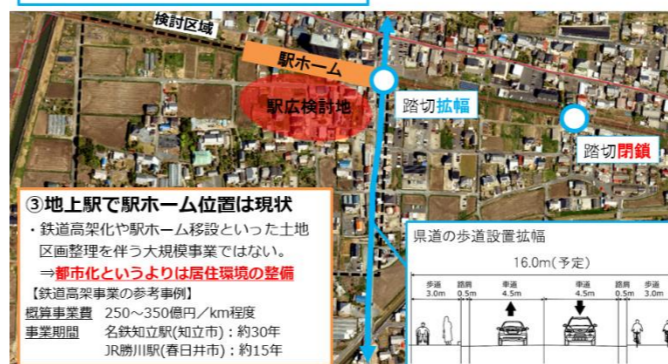 検討区域
駅ホーム
駅広検討地
踏切拡幅
踏切閉鎖
③地上駅で駅ホーム位置は現状
・鉄道高架化や駅ホーム移設といった土地
区画整理を伴う大規模事業ではない。
⇒都市化というよりは居住環境の整備
【鉄道高架事業の参考事例】
概算事業費 250～350億円／km程度
事業期間 名鉄知立駅(知立市)：約30年
JR勝川駅(春日井市)：約15年
県道の歩道設置拡幅
16.0m(予定)
歩道 路肩 車道 車道 路肩 歩道
3.0m 0.5m 4.5m 4.5m 0.5m 3.0m